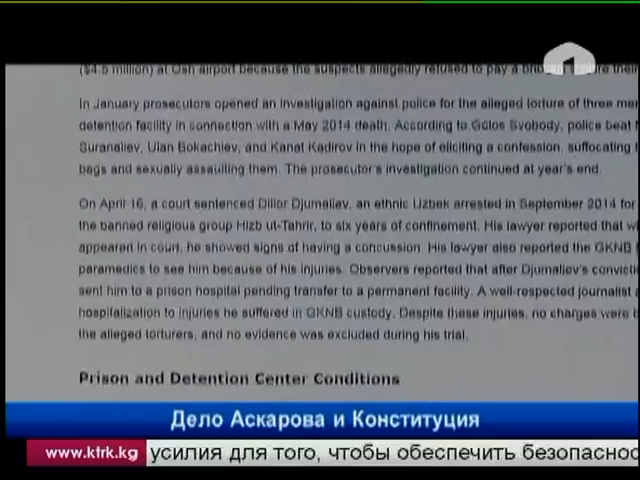 1
($4.5 million) at Osh airport because the suspects allegedly refused to pay a their
In January prosecutors opened an investigation against police for the alleged torture of three me
detention facility in connection with a May 2014 death. According to Golos Svobody, police beat
Suranaliev, Ulan Bokachiev, and Kanat Kadirov in the hope of eliciting a confession, suffocating t
bags and sexually assaulting them. The prosecutor's investigation continued at year's end.
On April 16, a court sentenced Dilior Djumaliev, an ethnic Uzbek arrested in September 2014 for
the banned religious group Hizb ut-Tahrir, to six years of confinement. His lawyer reported that w
appeared in court, he showed signs of having a concussion. His lawyer also reported the GKNB
paramedics to see him because of his injuries. Observers reported that after Djumaliev's convictio
sent him to a prison hospital pending transfer to a permanent facility. A well-respected journalist a
hospitalization to injuries he suffered in GKNB custody. Despite these injuries, no charges were b
the alleged torturers, and no evidence was excluded during his trial.
Prison and Detention Center Conditions
Дело Аскарова и Конституция
www.ktrk.kg усилия для того, чтобы обеспечить безопаснос